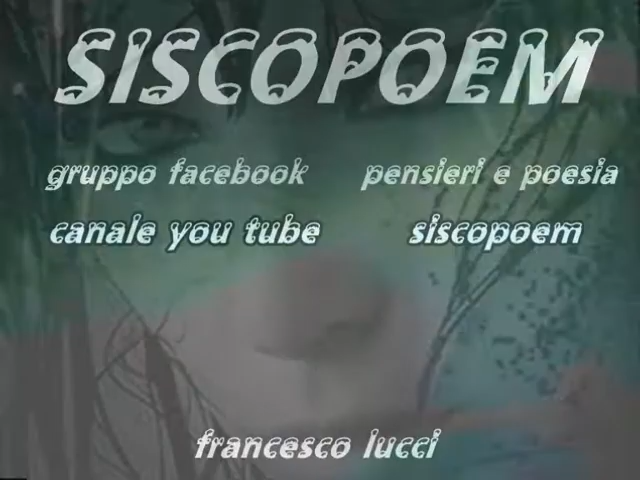 SISCOPOEM
gruppo facebook pensieri e poesia
canale you tube siscopoem
francesco lucci